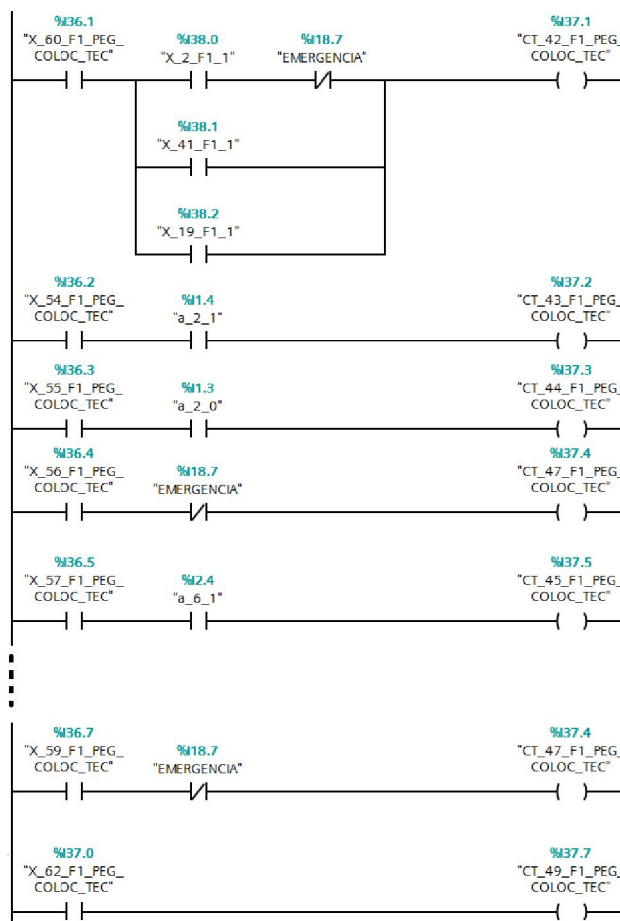 %I36.1
"X_60_F1_PEG_
COLOC_TEC"
%I38.0
"X_2_F1_1"
%I18.7
"EMERGENCIA"
%I37.1
"CT_42_F1_PEG_
COLOC_TEC"
%I38.1
"X_41_F1_1"
%I38.2
"X_19_F1_1"
%I36.2
"X_54_F1_PEG_
COLOC_TEC"
%I1.4
"a_2_1"
%I37.2
"CT_43_F1_PEG_
COLOC_TEC"
%I36.3
"X_55_F1_PEG_
COLOC_TEC"
%I1.3
"a_2_0"
%I37.3
"CT_44_F1_PEG_
COLOC_TEC"
%I36.4
"X_56_F1_PEG_
COLOC_TEC"
%I18.7
"EMERGENCIA"
%I37.4
"CT_47_F1_PEG_
COLOC_TEC"
%I36.5
"X_57_F1_PEG_
COLOC_TEC"
%I2.4
"a_6_1"
%I37.5
"CT_45_F1_PEG_
COLOC_TEC"
%I36.7
"X_59_F1_PEG_
COLOC_TEC"
%I18.7
"EMERGENCIA"
%I37.4
"CT_47_F1_PEG_
COLOC_TEC"
%I37.0
"X_62_F1_PEG_
COLOC_TEC"
%I37.7
"CT_49_F1_PEG_
COLOC_TEC"